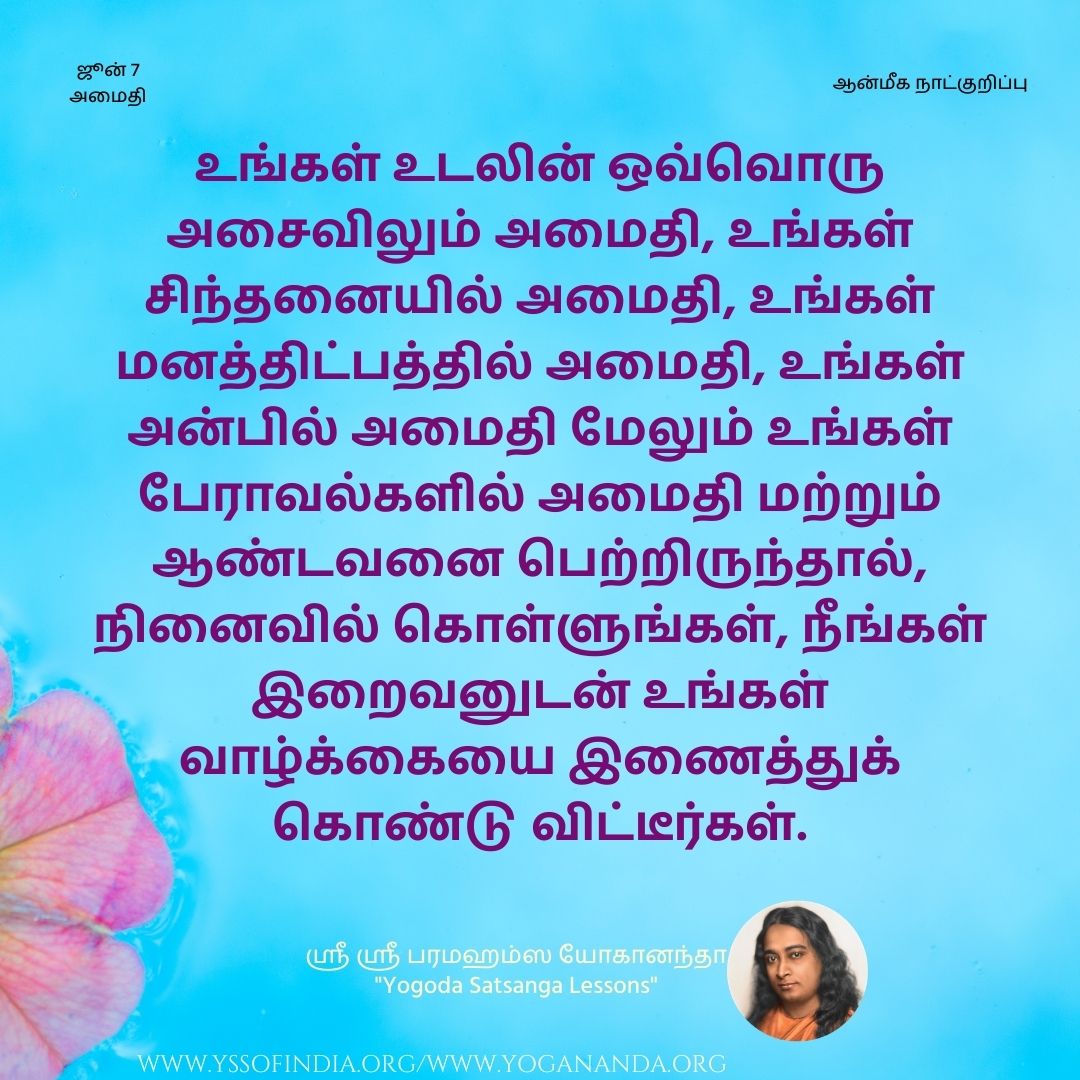 ஜூன் 7
அமைதி
ஆன்மீக நாட்குறிப்பு
உங்கள் உடலின் ஒவ்வொரு
அசைவிலும் அமைதி, உங்கள்
சிந்தனையில் அமைதி, உங்கள்
மனத்திட்பத்தில் அமைதி, உங்கள்
அன்பில் அமைதி மேலும் உங்கள்
பேராவல்களில் அமைதி மற்றும்
ஆண்டவனை பெற்றிருந்தால்,
நினைவில் கொள்ளுங்கள், நீங்கள்
இறைவனுடன் உங்கள்
வாழ்க்கையை இணைத்துக்
கொண்டு விட்டீர்கள்.
ஸ்ரீ ஸ்ரீ பரமஹம்ஸ யோகானந்தா
"Yogoda Satsanga Lessons"
WWW.YSSOFINDIA.ORG/WWW.YOGANANDA.ORG